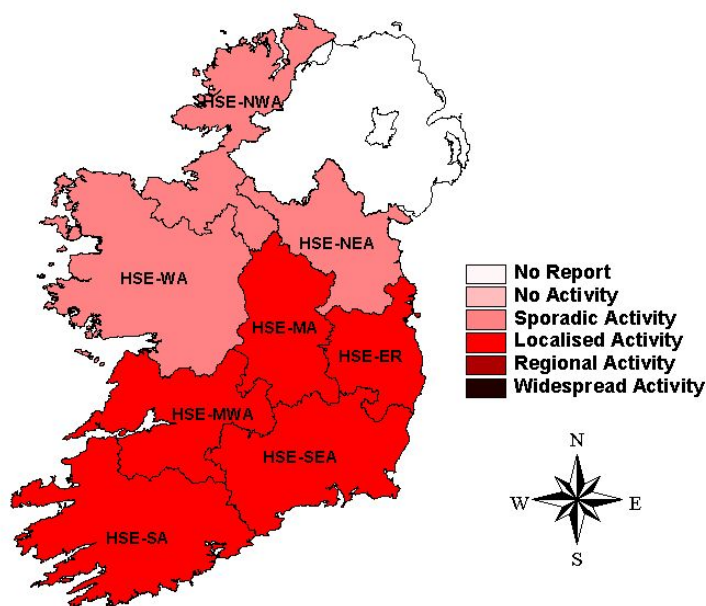 HSE-NWA
HSE-NEA
HSE-WA
HSE-MA
HSE-ER
HSE-MWA
HSE-SEA
HSE-SA
No Report
No Activity
Sporadic Activity
Localised Activity
Regional Activity
Widespread Activity
N
W E
S